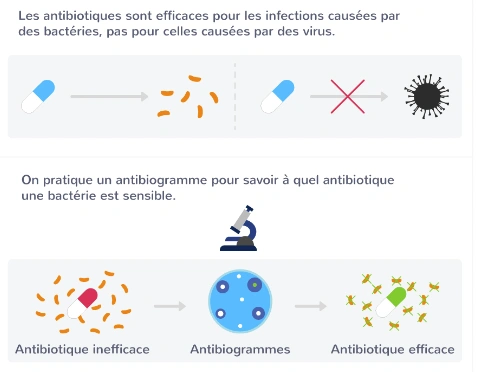 Les antibiotiques sont efficaces pour les infections causées par
des bactéries, pas pour celles causées par des virus.
On pratique un antibiogramme pour savoir à quel antibiotique
une bactérie est sensible.
Antibiotique inefficace
Antibiogrammes
Antibiotique efficace